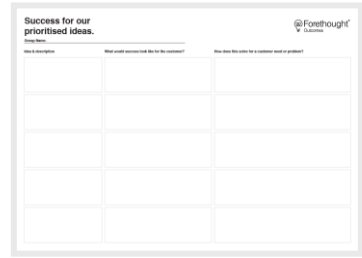 Success for our
prioritised ideas.
Forethought
Outcomes
Group Name:
Idea & description
What would success look like for the customer?
How does this solve for a customer need or problem?